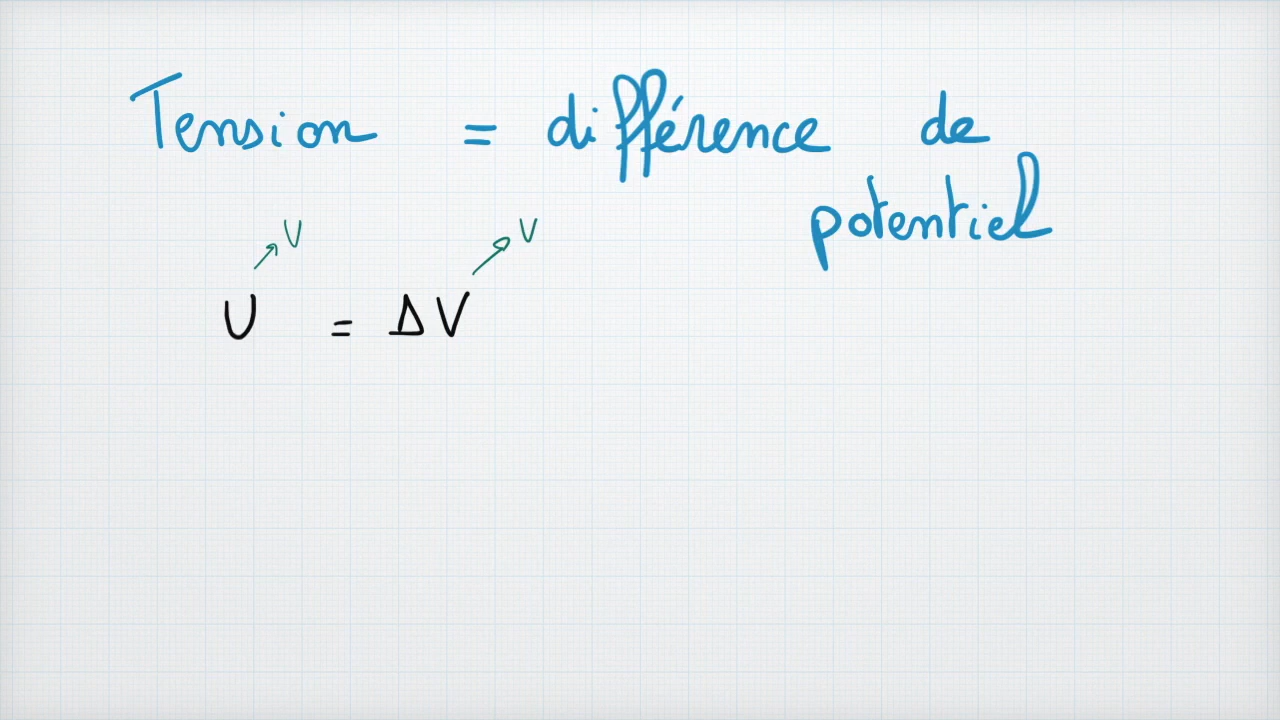 Tension = différence de
potentiel
V V
U = ΔV